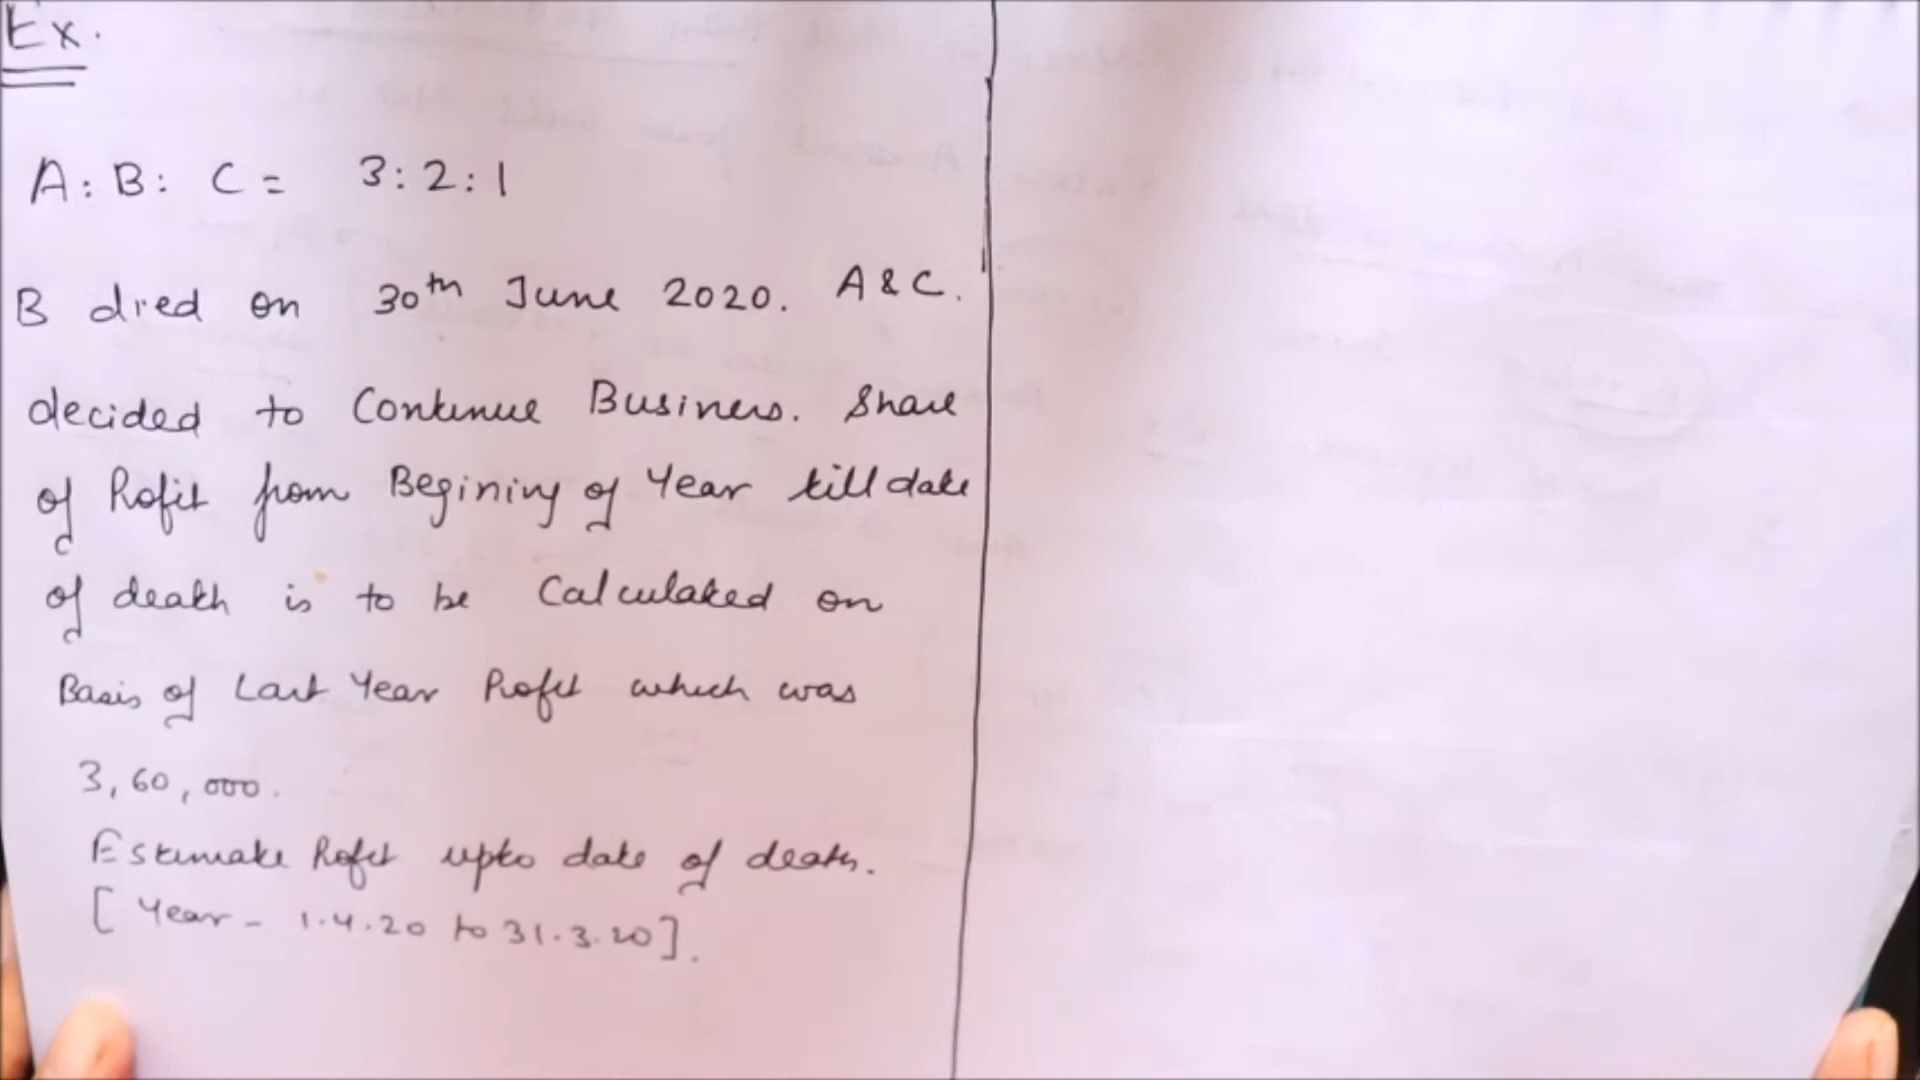 Ex.
A: B: C = 3:2:1
B died on 30th June 2020. A & C.
decided to Continue Business. Share
of Profit from Begining of Year till date
of death is to be Calculated on
Basis of Last Year Profit which was
3,60,000.
Estimate Profit upto date of death.
[ Year - 1.4.20 to 31.3.20].